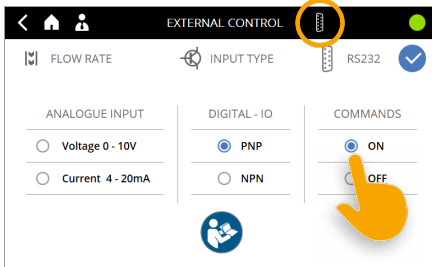 EXTERNAL CONTROL
FLOW RATE
INPUT TYPE
RS232
ANALOGUE INPUT
Voltage 0 - 10V
Current 4 - 20mA
DIGITAL - IO
PNP
NPN
COMMANDS
ON
OFF